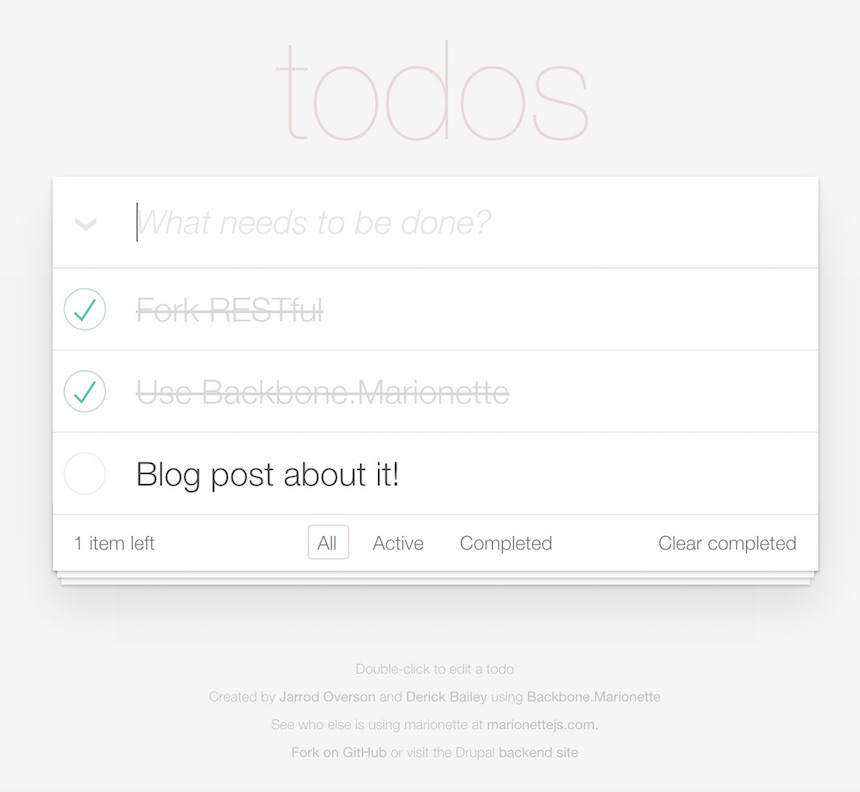 todos
What needs to be done?
Fork RESTful
Use Backbone.Marionette
Blog post about it!
1 item left All Active Completed Clear completed
Double-click to edit a todo
Created by Jarrod Overson and Derick Bailey using Backbone.Marionette
See who else is using marionette at marionettejs.com.
Fork on GitHub or visit the Drupal backend site